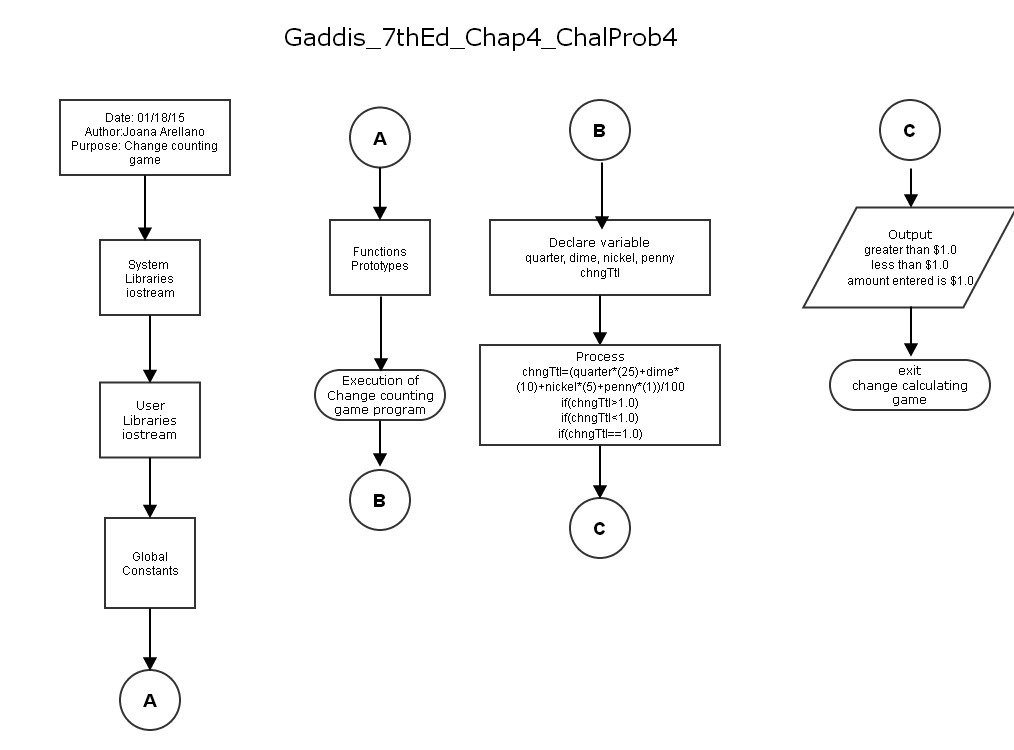 Gaddis_7thEd_Chap4_ChalProb4
Date: 01/18/15
Author:Joana Arellano
Purpose: Change counting
game
System
Libraries
iostream
User
Libraries
iostream
Global
Constants
A
A
Functions
Prototypes
Execution of
Change counting
game program
B
B
Declare variable
quarter, dime, nickel, penny
chngTtl
Process
chngTtl=(quarter*(25)+dime*
(10)+nickel*(5)+penny*(1))/100
if(chngTtl>1.0)
if(chngTtl<1.0)
if(chngTtl==1.0)
C
C
Output
greater than $1.0
less than $1.0
amount entered is $1.0
exit
change calculating
game